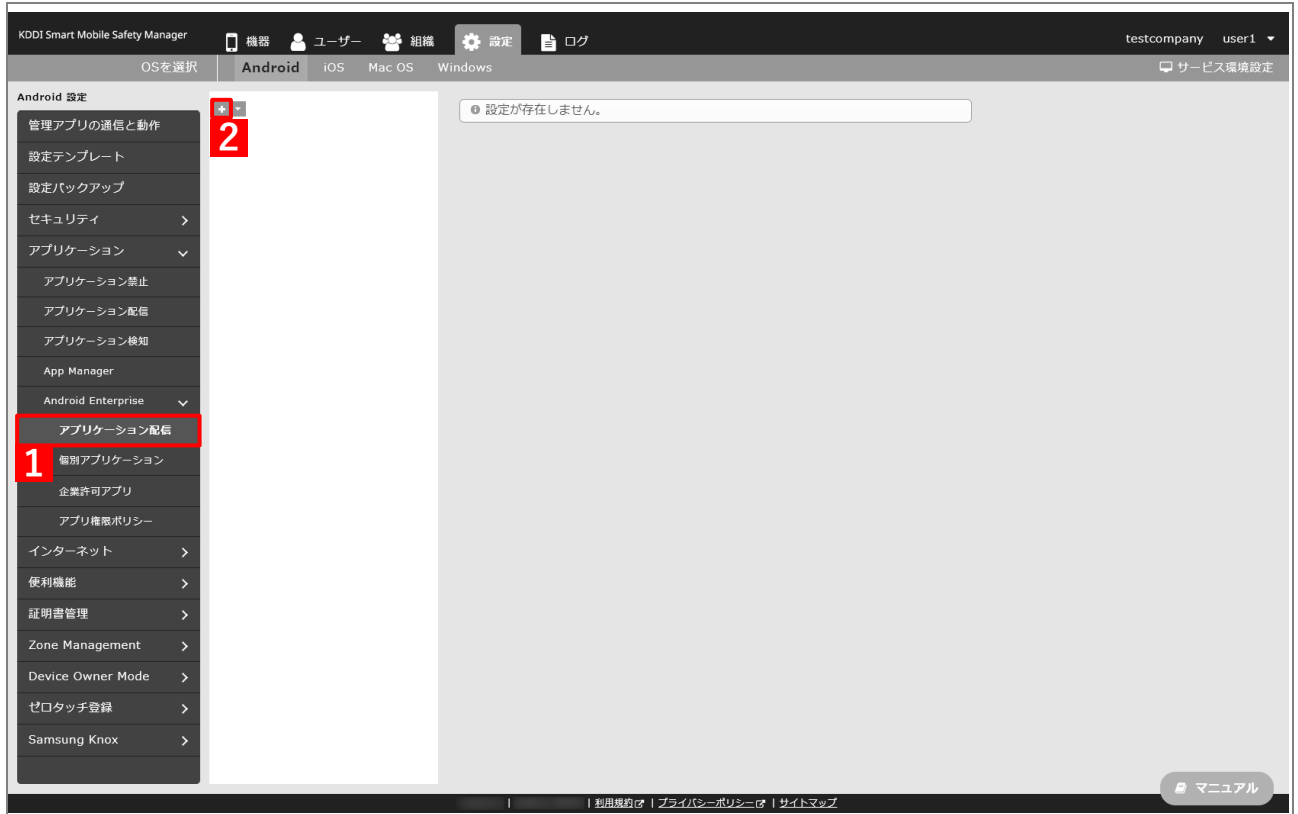 KDDI Smart Mobile Safety Manager
機器
ユーザー
組織
設定
ログ
testcompany
user1
OSを選択
Android
iOS
Mac OS
Windows
サービス環境設定
Android 設定
管理アプリの通信と動作
設定テンプレート
設定バックアップ
セキュリティ
アプリケーション
アプリケーション禁止
アプリケーション配信
アプリケーション検知
App Manager
Android Enterprise
アプリケーション配信
1
個別アプリケーション
企業許可アプリ
アプリ権限ポリシー
インターネット
便利機能
証明書管理
Zone Management
Device Owner Mode
ゼロタッチ登録
Samsung Knox
2
設定が存在しません。
マニュアル
| | 利用規約 | プライバシーポリシー | サイトマップ